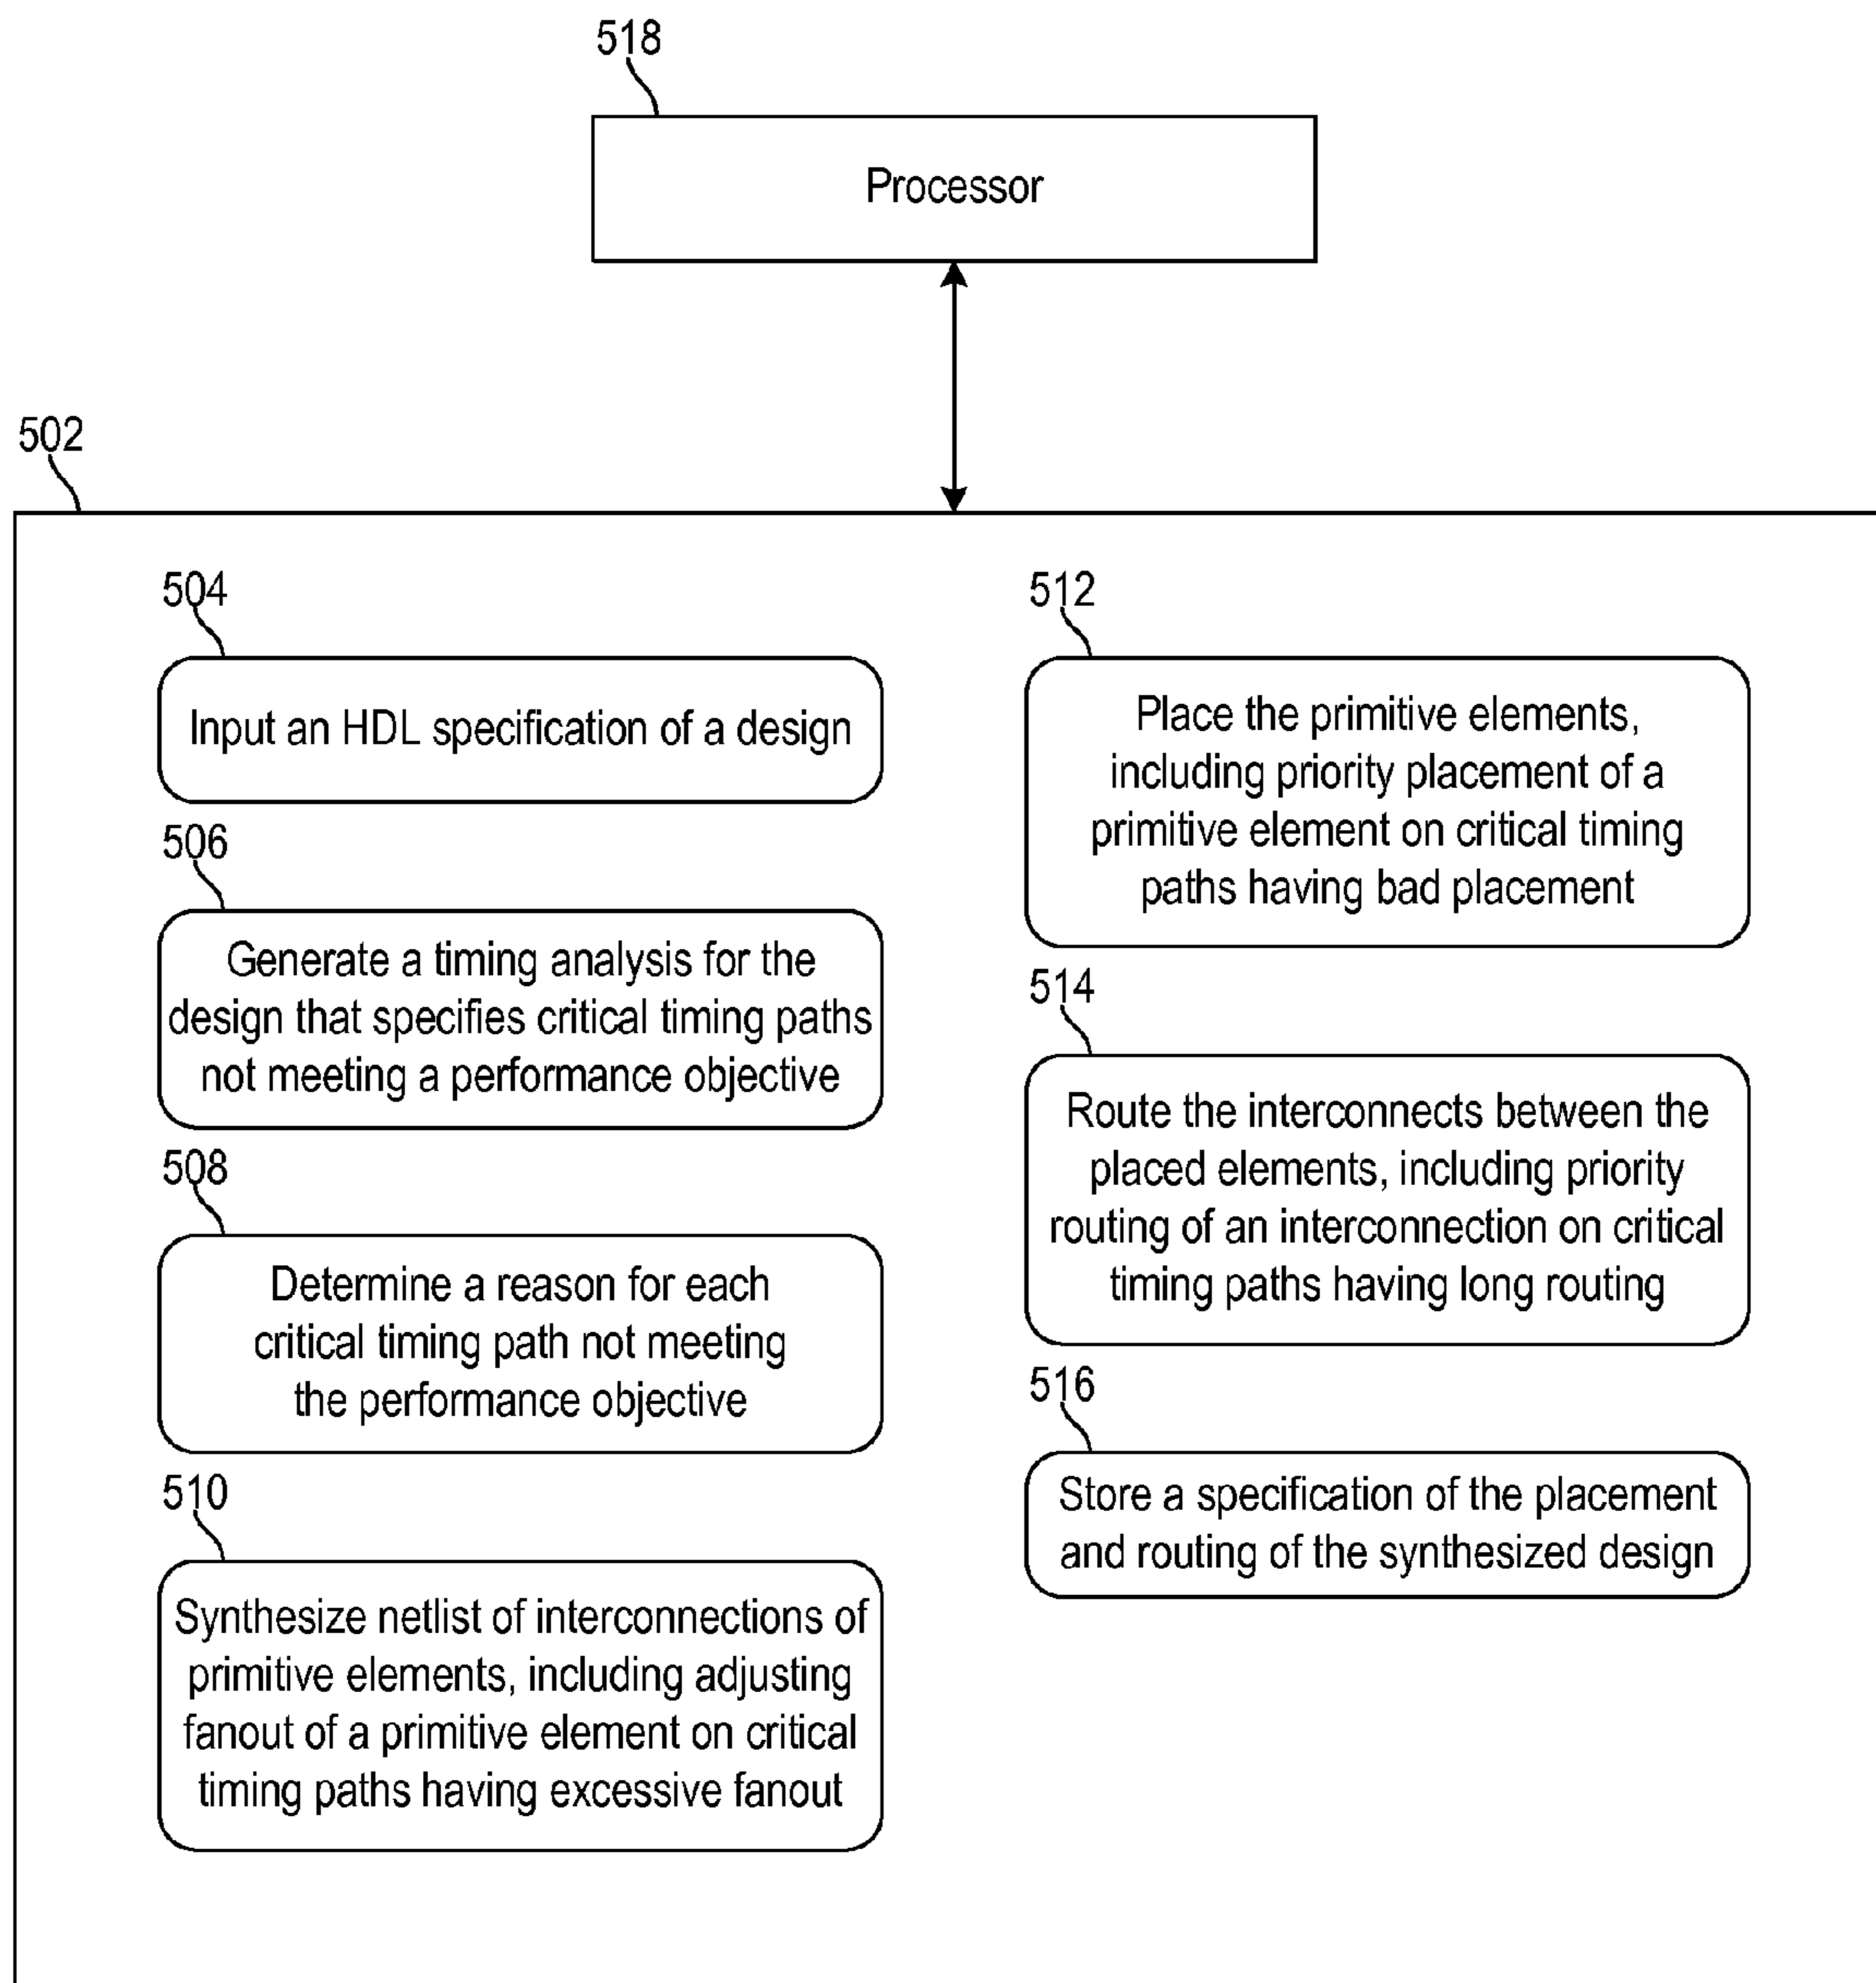 518
Processor
502
504
Input an HDL specification of a design
506
Generate a timing analysis for the
design that specifies critical timing paths
not meeting a performance objective
508
Determine a reason for each
critical timing path not meeting
the performance objective
510
Synthesize netlist of interconnections of
primitive elements, including adjusting
fanout of a primitive element on critical
timing paths having excessive fanout
512
Place the primitive elements,
including priority placement of a
primitive element on critical timing
paths having bad placement
514
Route the interconnects between the
placed elements, including priority
routing of an interconnection on critical
timing paths having long routing
516
Store a specification of the placement
and routing of the synthesized design